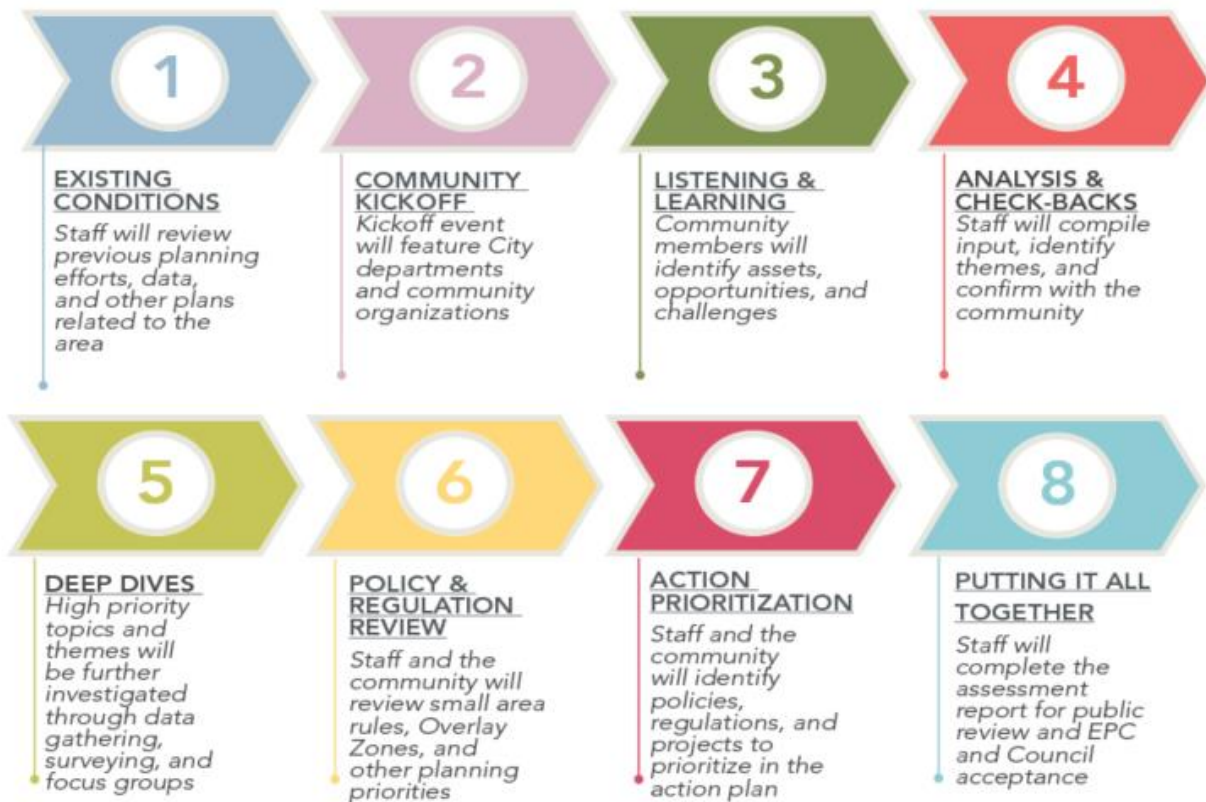 1
EXISTING
CONDITIONS
Staff will review
previous planning
efforts, data,
and other plans
related to the
area
2
COMMUNITY
KICKOFF
Kickoff event
will feature City
departments
and community
organizations
3
LISTENING &
LEARNING
Community
members will
identify assets,
opportunities, and
challenges
4
ANALYSIS &
CHECK-BACKS
Staff will compile
input, identify
themes, and
confirm with the
community
5
DEEP DIVES
High priority
topics and
themes will
be further
investigated
through data
gathering,
surveying, and
focus groups
6
POLICY &
REGULATION
REVIEW
Staff and the
community will
review small area
rules, Overlay
Zones, and
other planning
priorities
7
ACTION
PRIORITIZATION
Staff and the
community
will identify
policies,
regulations, and
projects to
prioritize in the
action plan
8
PUTTING IT ALL
TOGETHER
Staff will
complete the
assessment
report for public
review and EPC
and Council
acceptance